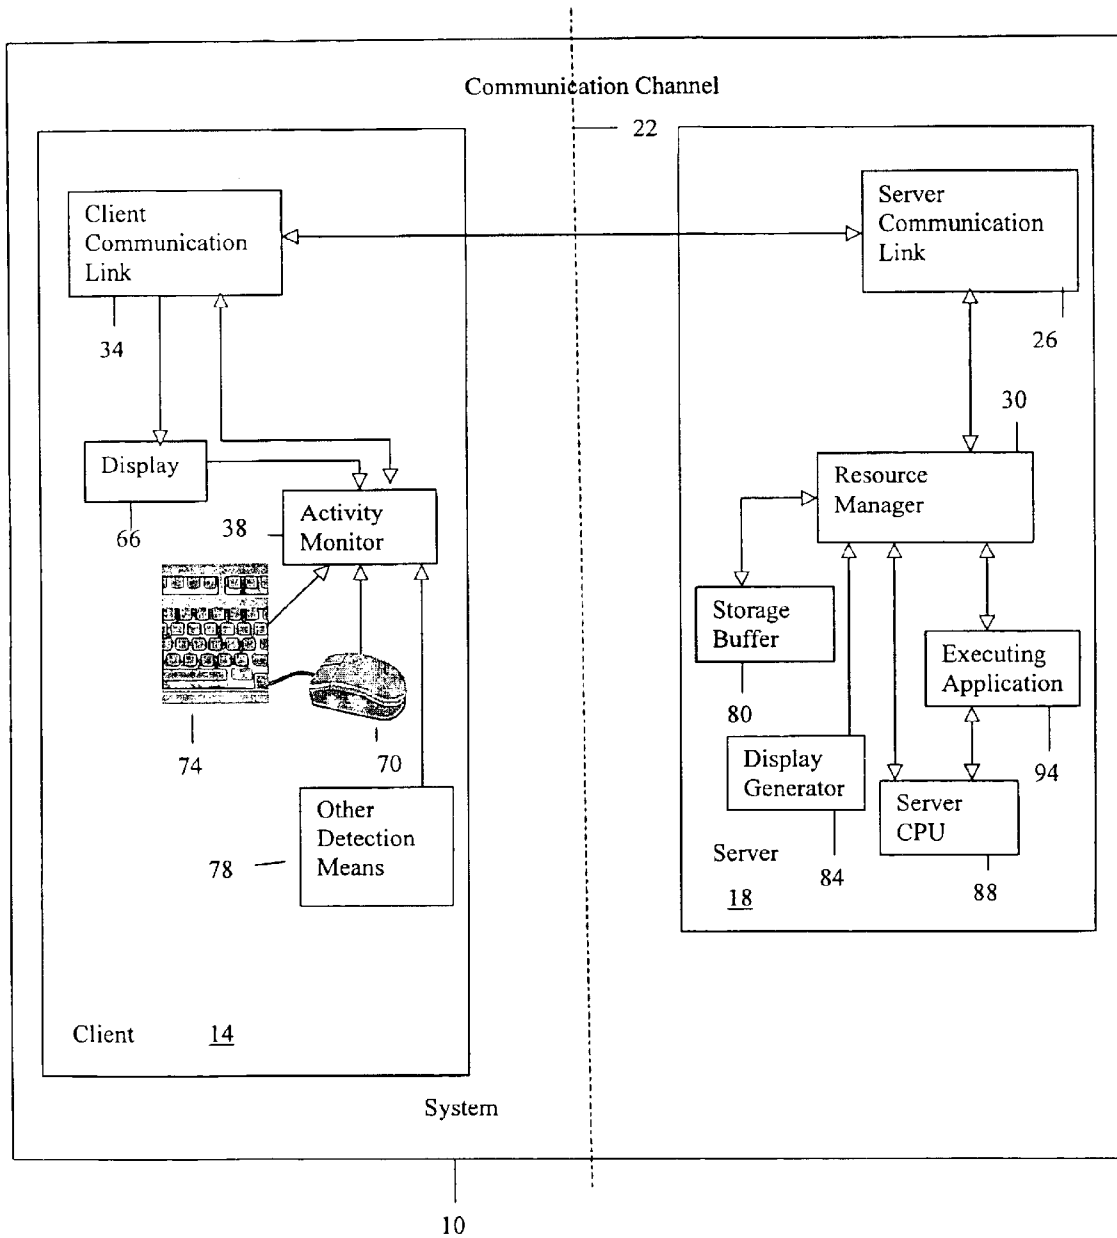 Communication Channel
22
Client
Communication
Link
34
Display
66
38
Activity
Monitor
74
70
78
Other
Detection
Means
Client 14
Server
Communication
Link
26
30
Resource
Manager
Storage
Buffer
80
Executing
Application
94
Display
Generator
84
Server
CPU
88
Server
18
System
10